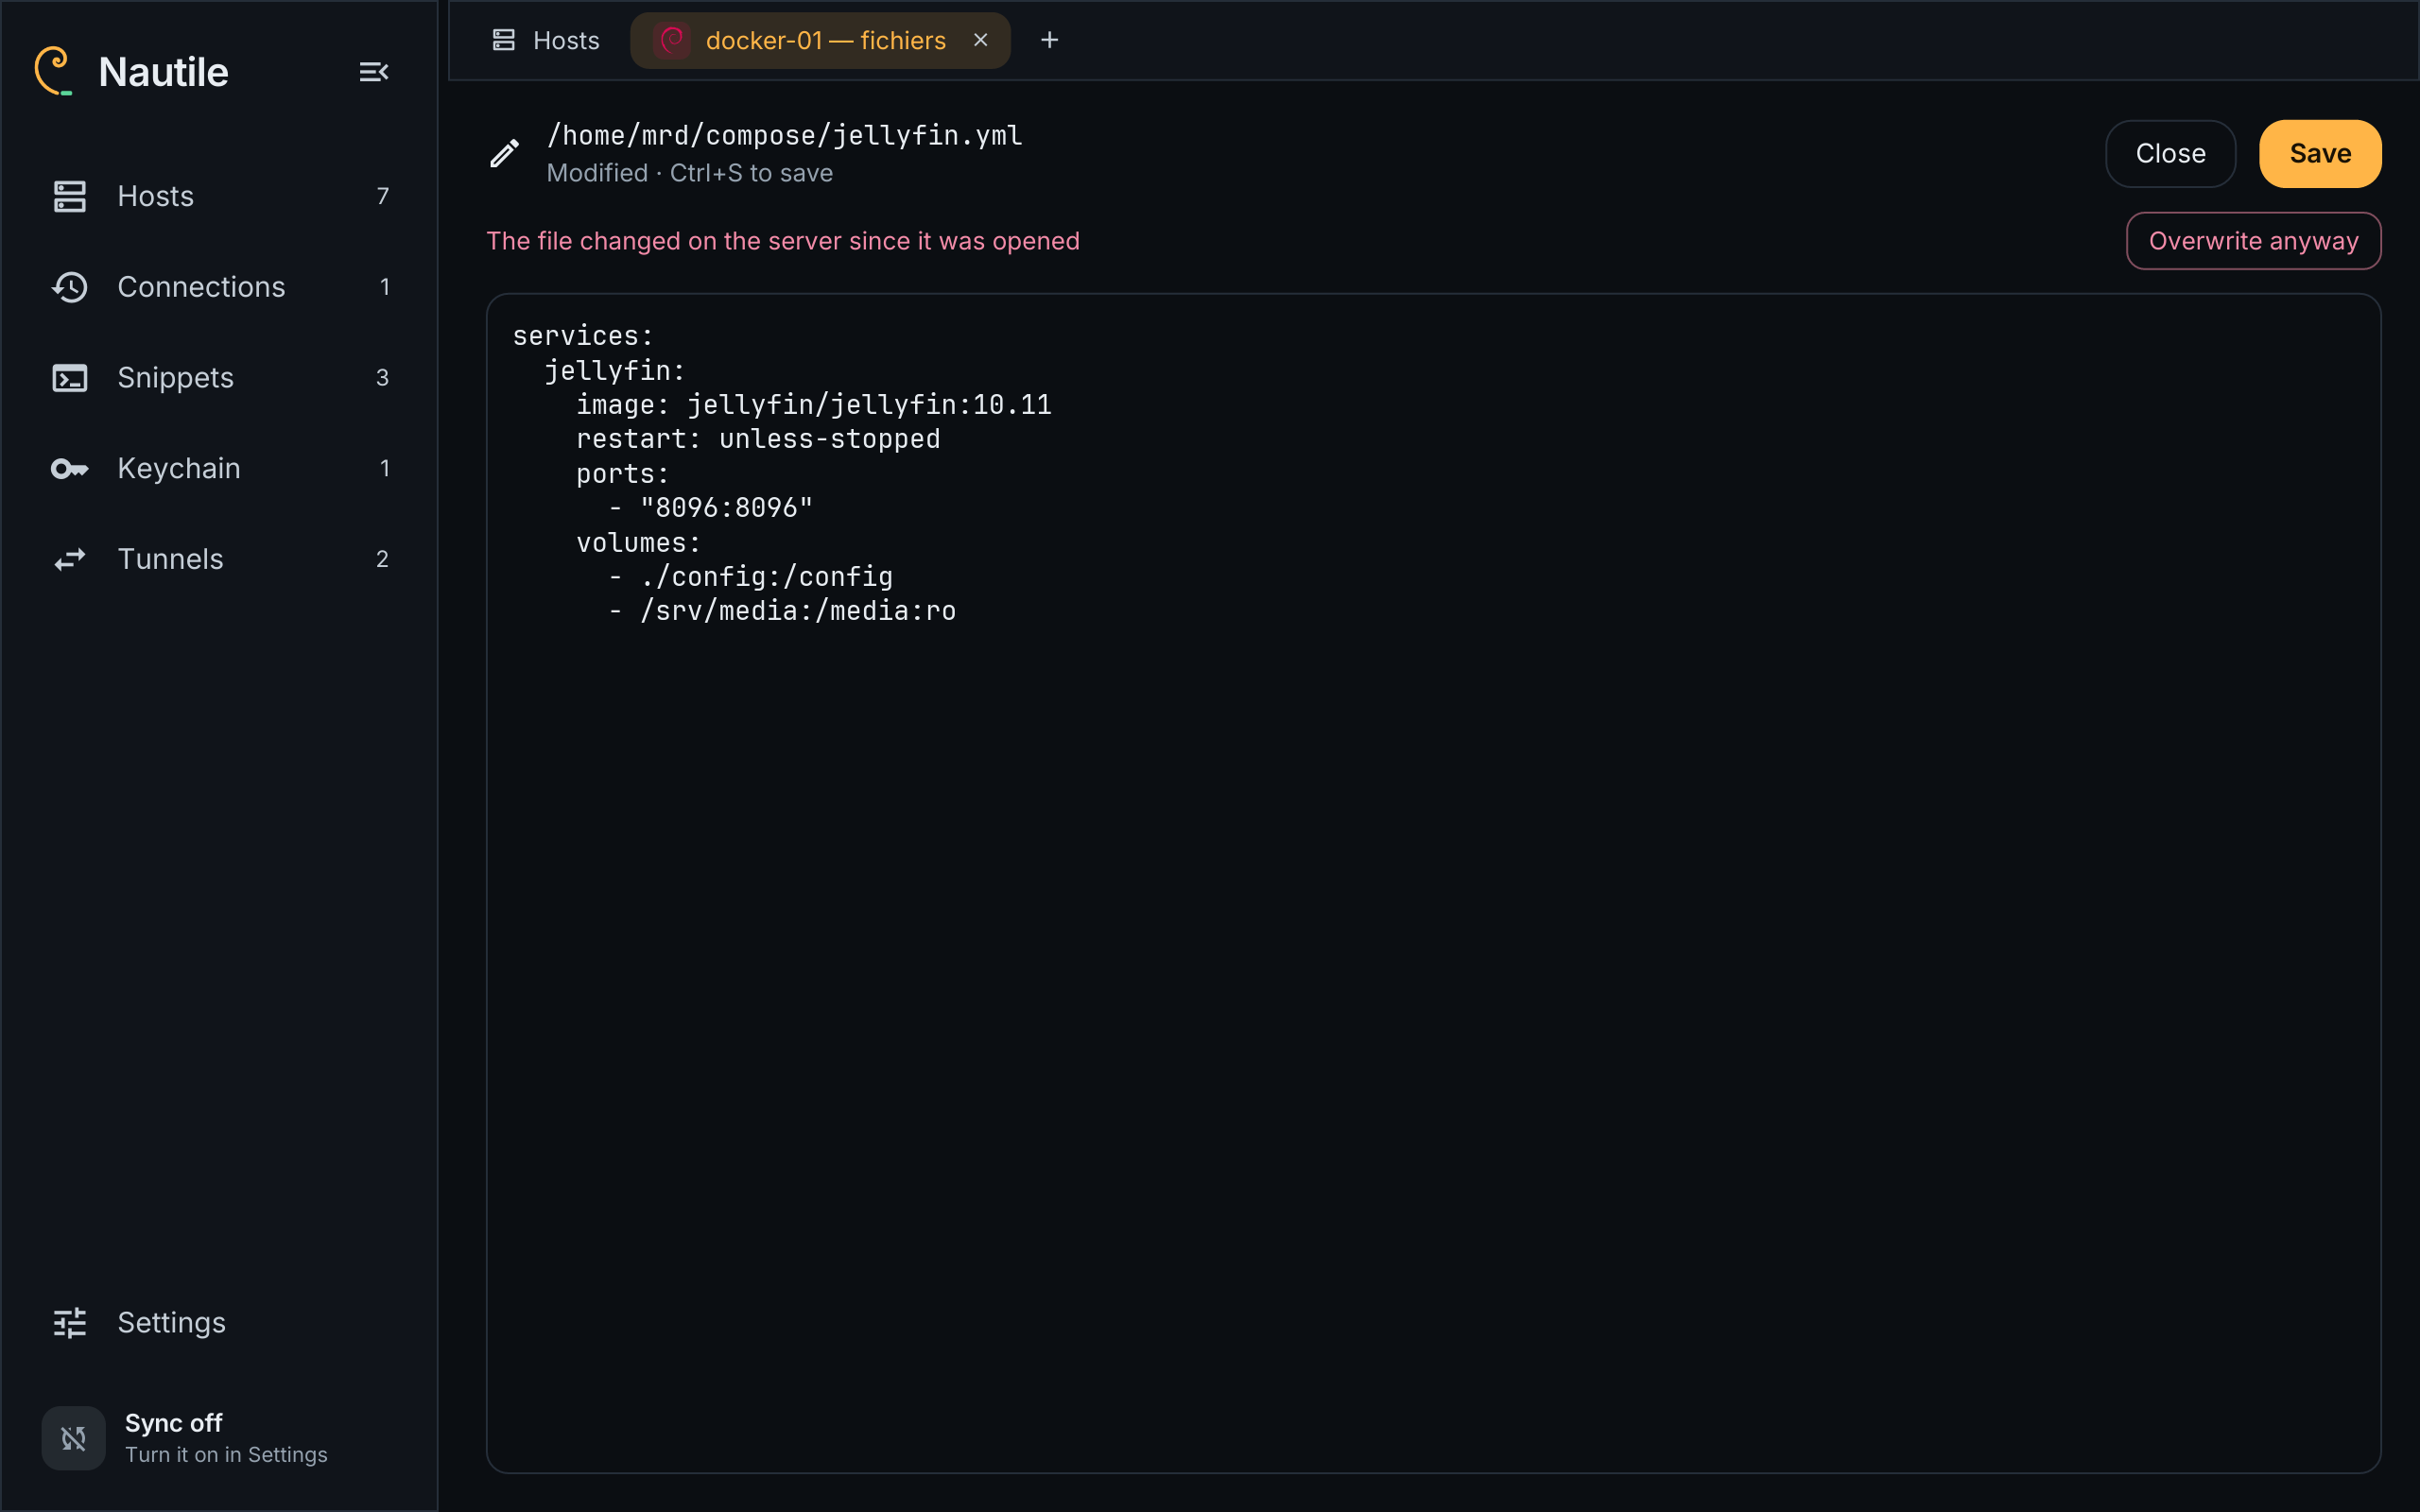 Nautile
Hosts 7
Connections 1
Snippets 3
Keychain 1
Tunnels 2
Settings
Sync off
Turn it on in Settings
Hosts
docker-01 — fichiers
/home/mrd/compose/jellyfin.yml
Modified · Ctrl+S to save
Close
Save
The file changed on the server since it was opened
Overwrite anyway
services:
  jellyfin:
    image: jellyfin/jellyfin:10.11
    restart: unless-stopped
    ports:
      - "8096:8096"
    volumes:
      - ./config:/config
      - /srv/media:/media:ro